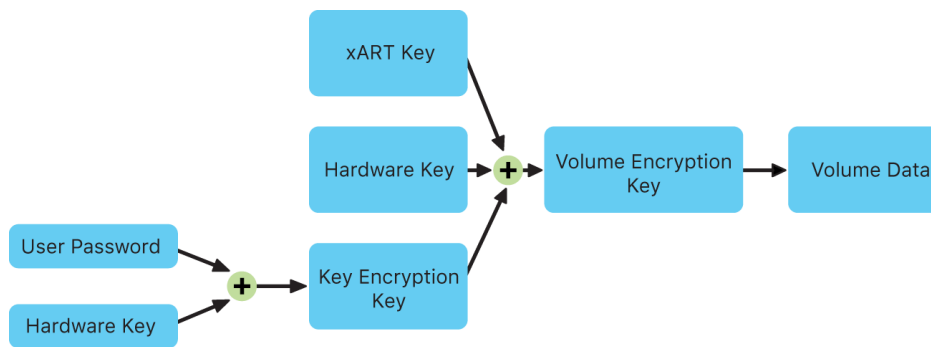 xART Key
Hardware Key
Volume Encryption
Key
Volume Data
User Password
Key Encryption
Key
Hardware Key